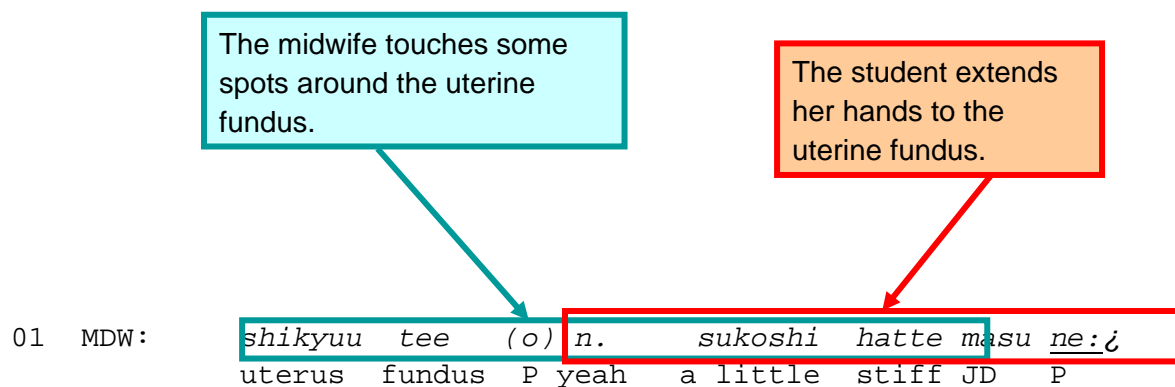 The midwife touches some
spots around the uterine
fundus.
The student extends
her hands to the
uterine fundus.
01 MDW: shikyuu tee (o) n. sukoshi hatte masu ne:¿
uterus fundus P yeah a little stiff JD P